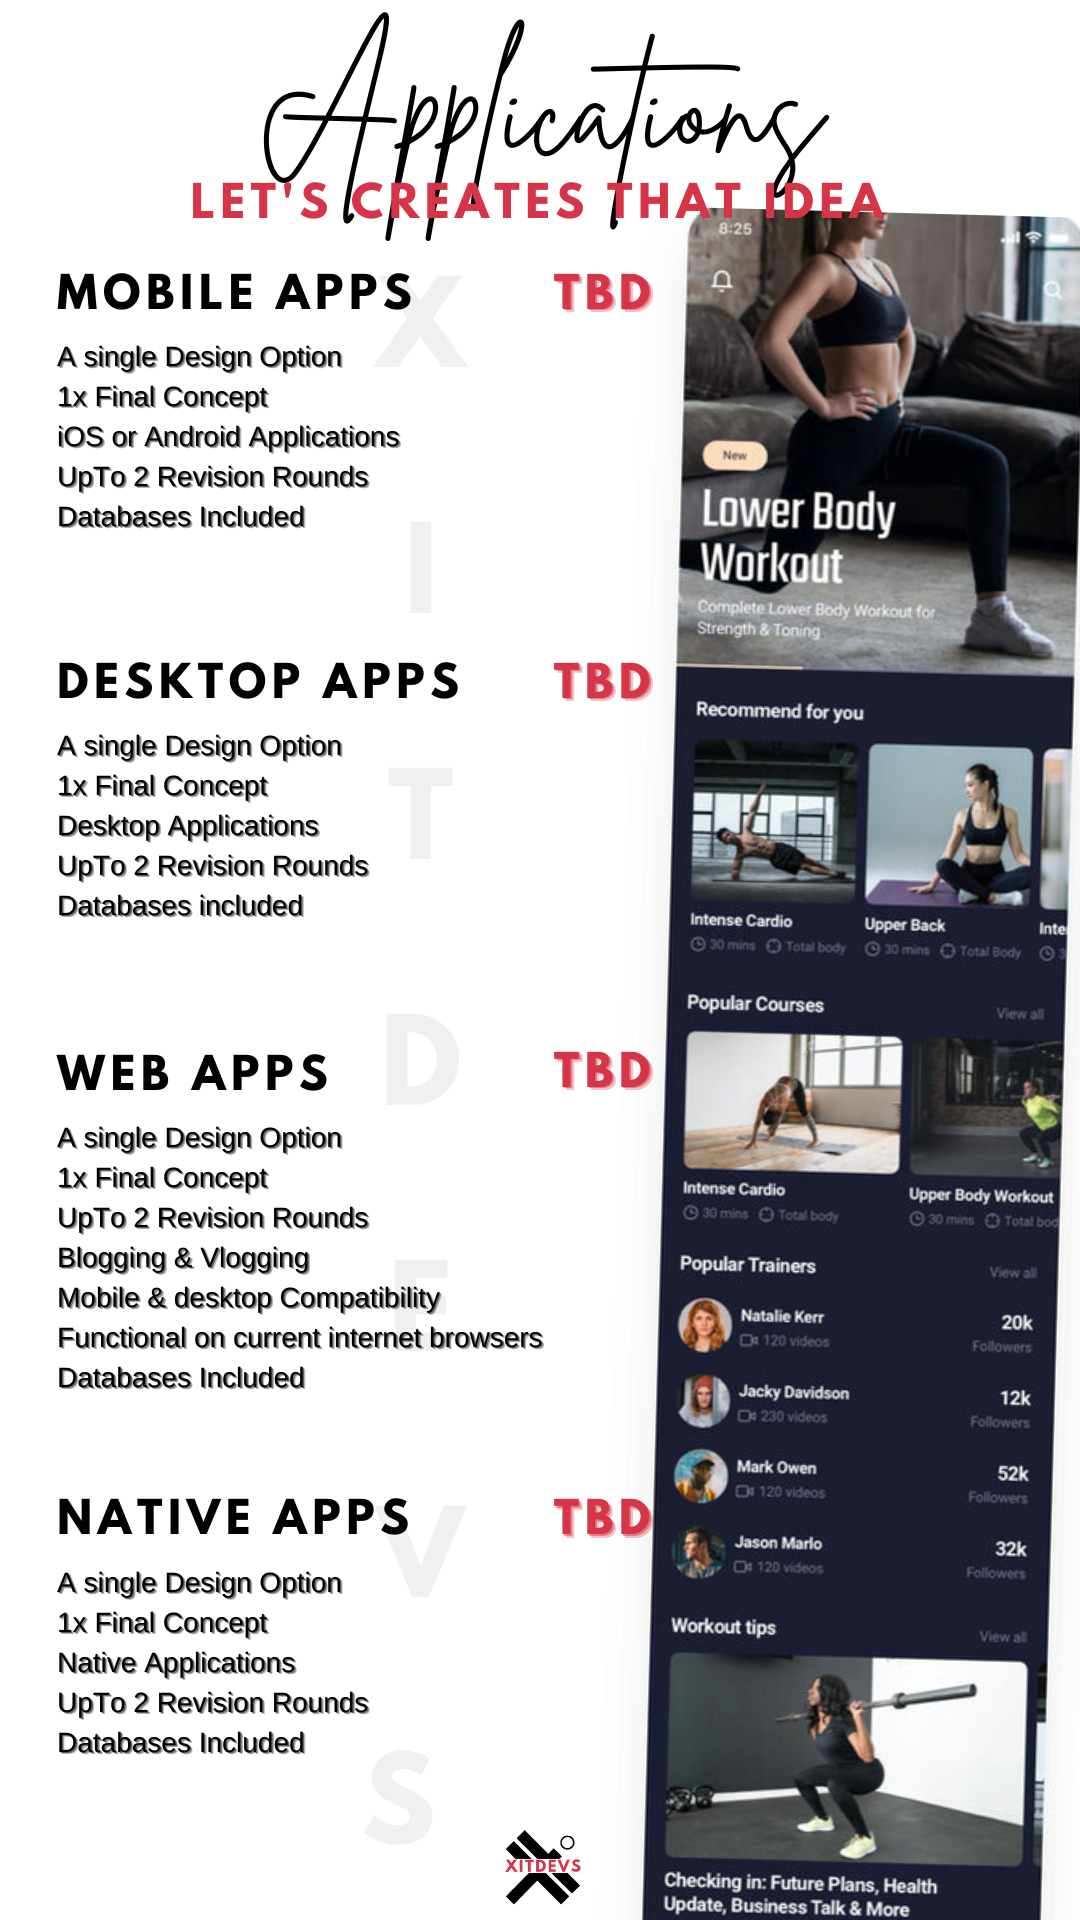 Applications
LET'S CREATES THAT IDEA
MOBILE APPS TBD
A single Design Option
1x Final Concept
iOS or Android Applications
UpTo 2 Revision Rounds
Databases Included
DESKTOP APPS TBD
A single Design Option
1x Final Concept
Desktop Applications
UpTo 2 Revision Rounds
Databases included
WEB APPS TBD
A single Design Option
1x Final Concept
UpTo 2 Revision Rounds
Blogging & Vlogging
Mobile & desktop Compatibility
Functional on current internet browsers
Databases Included
NATIVE APPS TBD
A single Design Option
1x Final Concept
Native Applications
UpTo 2 Revision Rounds
Databases Included
X
I
T
D
E
V
S
XITDEVS
8:25
New
Lower Body
Workout
Complete Lower Body Workout for
Strength & Toning
Recommend for you
Intense Cardio
30 mins Total body
Upper Back
30 mins Total Body
Inte
3
Popular Courses View all
Intense Cardio
30 mins Total body
Upper Body Workout
30 mins Total bod
Popular Trainers View all
Natalie Kerr 20k
120 videos Followers
Jacky Davidson 12k
230 videos Followers
Mark Owen 52k
120 videos Followers
Jason Marlo 32k
120 videos Followers
Workout tips View all
Checking in: Future Plans, Health
Update, Business Talk & More